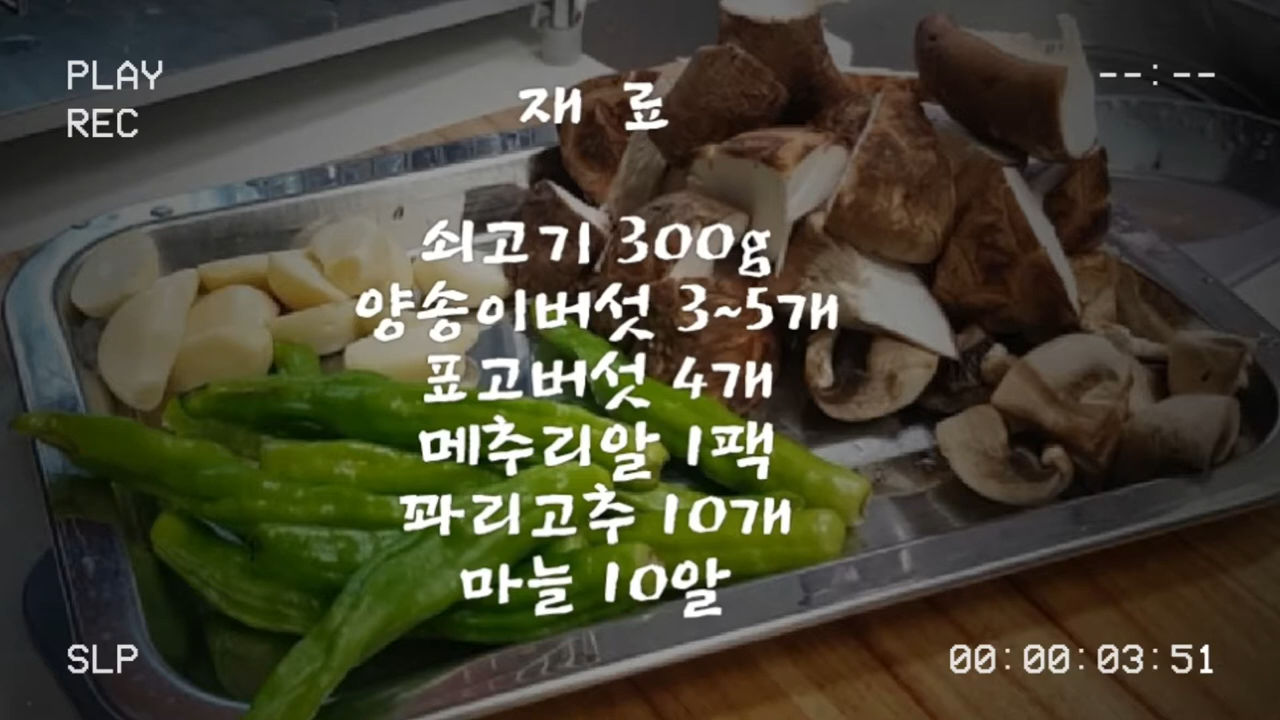 PLAY
--:--
REC
재 료
쇠고기 300g
양송이버섯 3~5개
표고버섯 4개
메추리알 1팩
꽈리고추 10개
마늘 10알
SLP
00:00:03:51